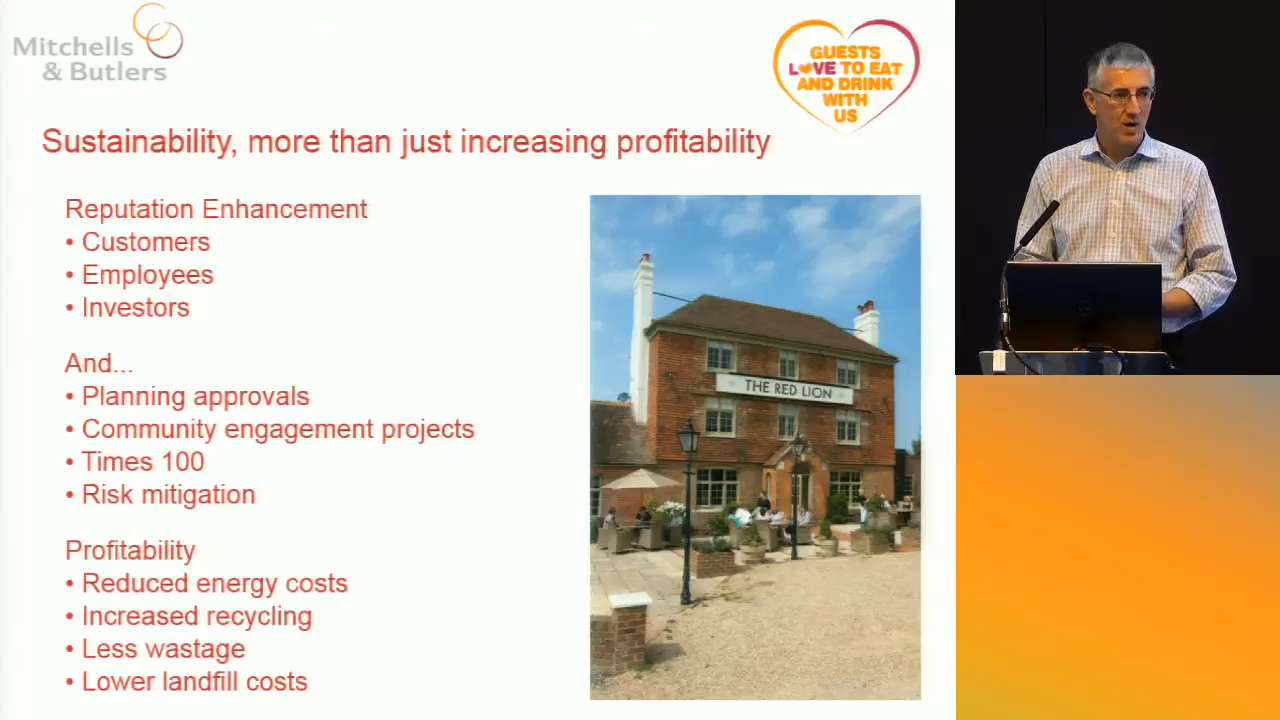 Mitchells
& Butlers
GUESTS
LOVE TO EAT
AND DRINK
WITH
US
Sustainability, more than just increasing profitability
Reputation Enhancement
• Customers
• Employees
• Investors
And...
• Planning approvals
• Community engagement projects
• Times 100
• Risk mitigation
Profitability
• Reduced energy costs
• Increased recycling
• Less wastage
• Lower landfill costs
THE RED LION